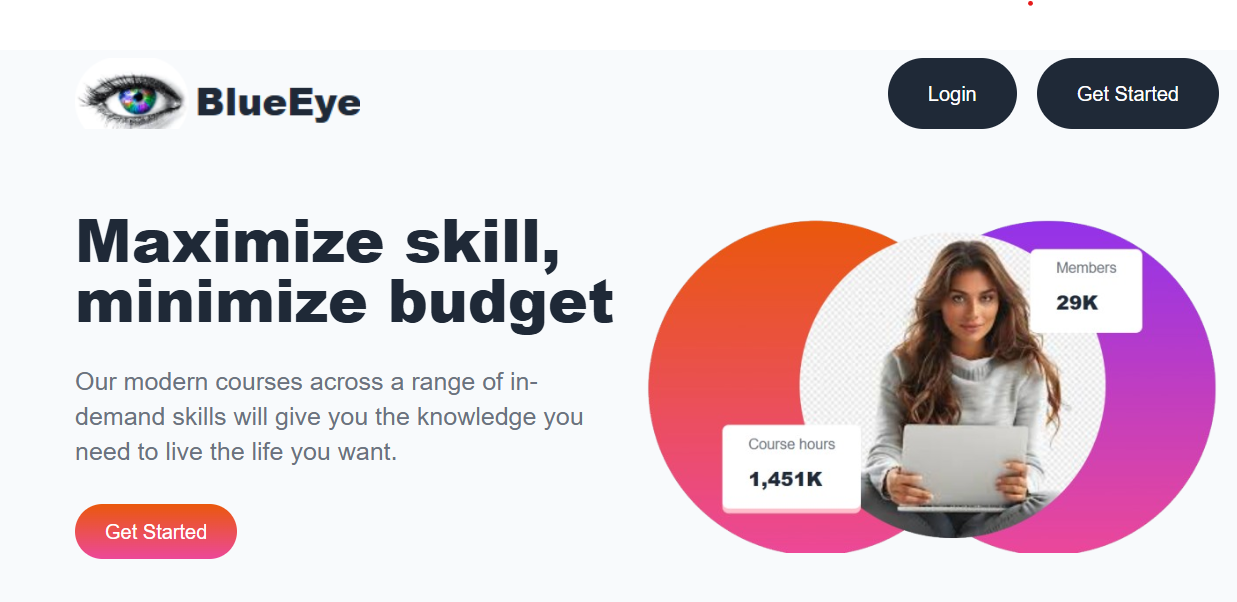 BlueEye
Login
Get Started
Maximize skill,
minimize budget
Our modern courses across a range of in-
demand skills will give you the knowledge you
need to live the life you want.
Get Started
Members
29K
Course hours
1,451K